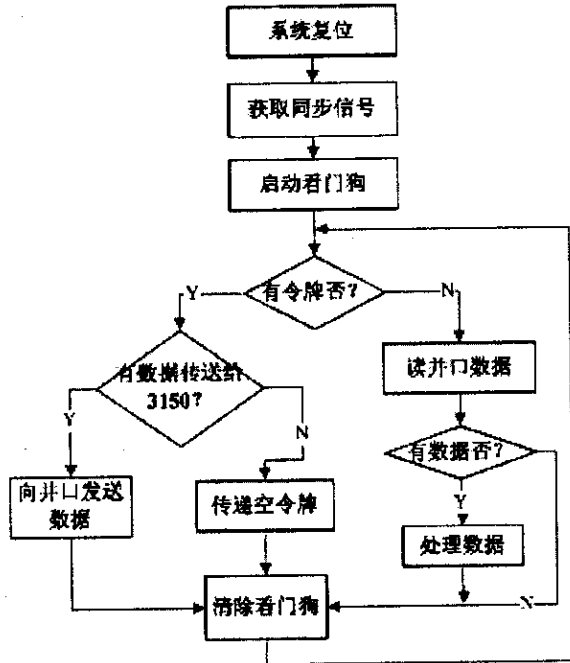 系统复位
获取同步信号
启动看门狗
有令牌否？
Y
N
有数据传送给
3150？
读并口数据
Y
N
有数据否？
向并口发送
数据
传递空令牌
Y
处理数据
清除看门狗
N